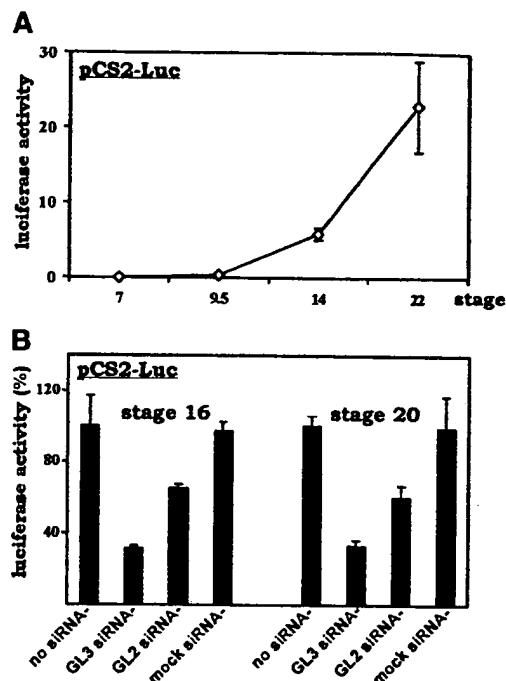 A
pCS2-Luc
luciferase activity
30
20
10
0
7 9.5 14 22 stage
B
pCS2-Luc
luciferase activity (%)
stage 16 stage 20
120
80
40
no siRNA- GL3 siRNA- GL2 siRNA- mock siRNA- no siRNA- GL3 siRNA- GL2 siRNA- mock siRNA-